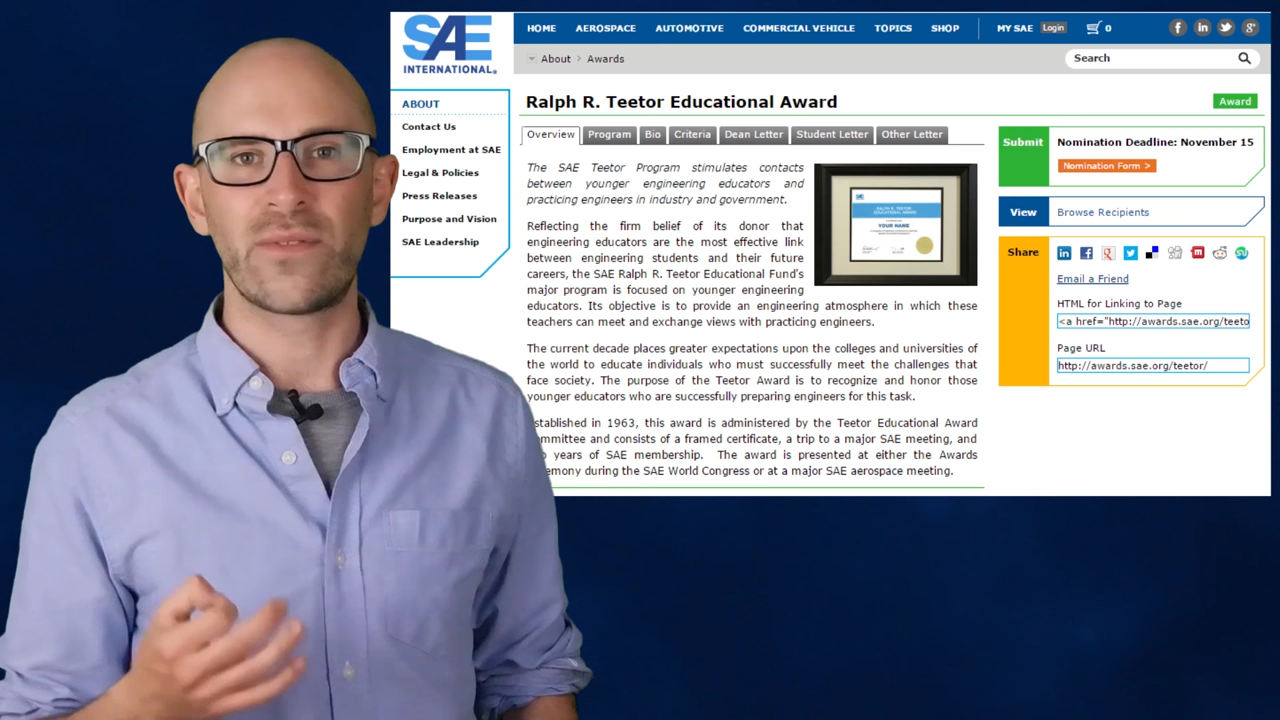 SAE
INTERNATIONAL
HOME AEROSPACE AUTOMOTIVE COMMERCIAL VEHICLE TOPICS SHOP MY SAE Login 0
About > Awards
Search
ABOUT
Contact Us
Employment at SAE
Legal & Policies
Press Releases
Purpose and Vision
SAE Leadership
Ralph R. Teetor Educational Award
Award
Overview Program Bio Criteria Dean Letter Student Letter Other Letter
The SAE Teetor Program stimulates contacts
between younger engineering educators and
practicing engineers in industry and government.
Reflecting the firm belief of its donor that
engineering educators are the most effective link
between engineering students and their future
careers, the SAE Ralph R. Teetor Educational Fund's
major program is focused on younger engineering
educators. Its objective is to provide an engineering atmosphere in which these
teachers can meet and exchange views with practicing engineers.
The current decade places greater expectations upon the colleges and universities of
the world to educate individuals who must successfully meet the challenges that
face society. The purpose of the Teetor Award is to recognize and honor those
younger educators who are successfully preparing engineers for this task.
stablished in 1963, this award is administered by the Teetor Educational Award
mmittee and consists of a framed certificate, a trip to a major SAE meeting, and
years of SAE membership. The award is presented at either the Awards
emony during the SAE World Congress or at a major SAE aerospace meeting.
RALPH R. TEETOR
EDUCATIONAL AWARD
YOUR NAME
Submit
Nomination Deadline: November 15
Nomination Form >
View
Browse Recipients
Share
Email a Friend
HTML for Linking to Page
<a href="http://awards.sae.org/teeto
Page URL
http://awards.sae.org/teetor/